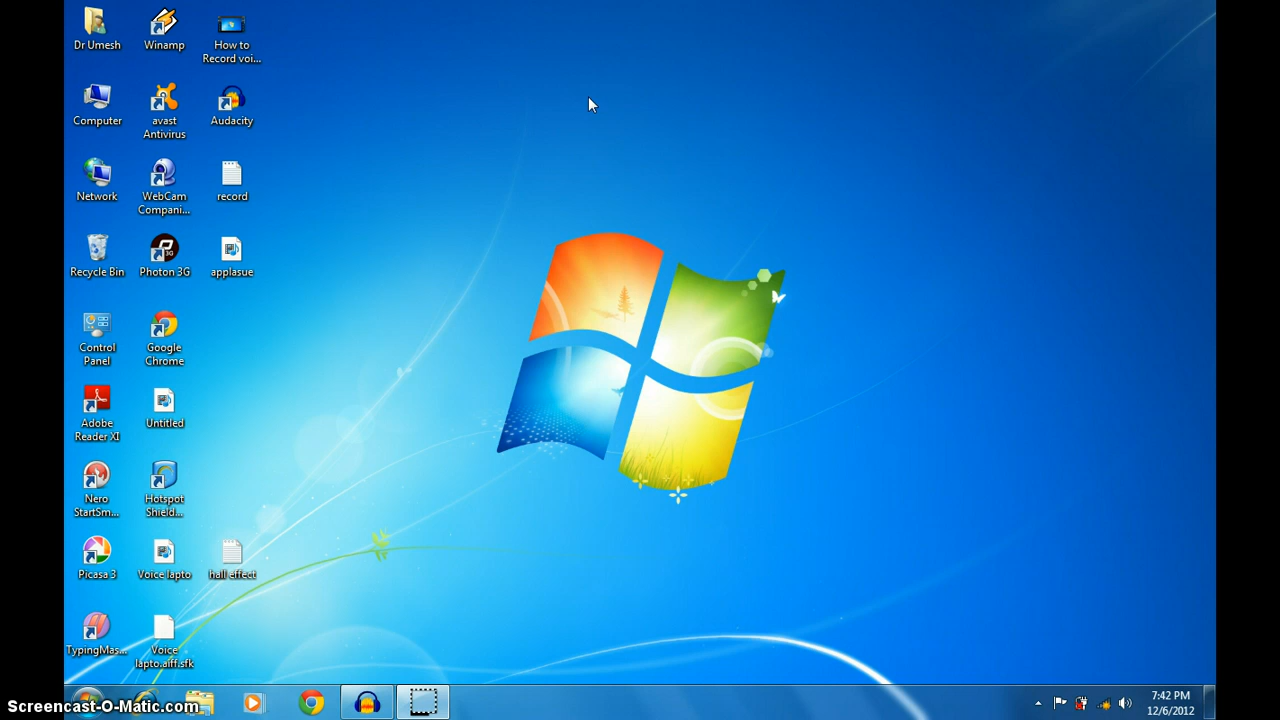 Dr Umesh
Winamp
How to
Record voi...
Computer
avast
Antivirus
Audacity
Network
WebCam
Compani...
record
Recycle Bin
Photon 3G
applasue
Control
Panel
Google
Chrome
Adobe
Reader XI
Untitled
Nero
StartSm...
Hotspot
Shield...
Picasa 3
Voice lapto
hall effect
TypingMas...
Voice
lapto.aiff.sfk
Screencast-O-Matic.com
7:42 PM
12/6/2012